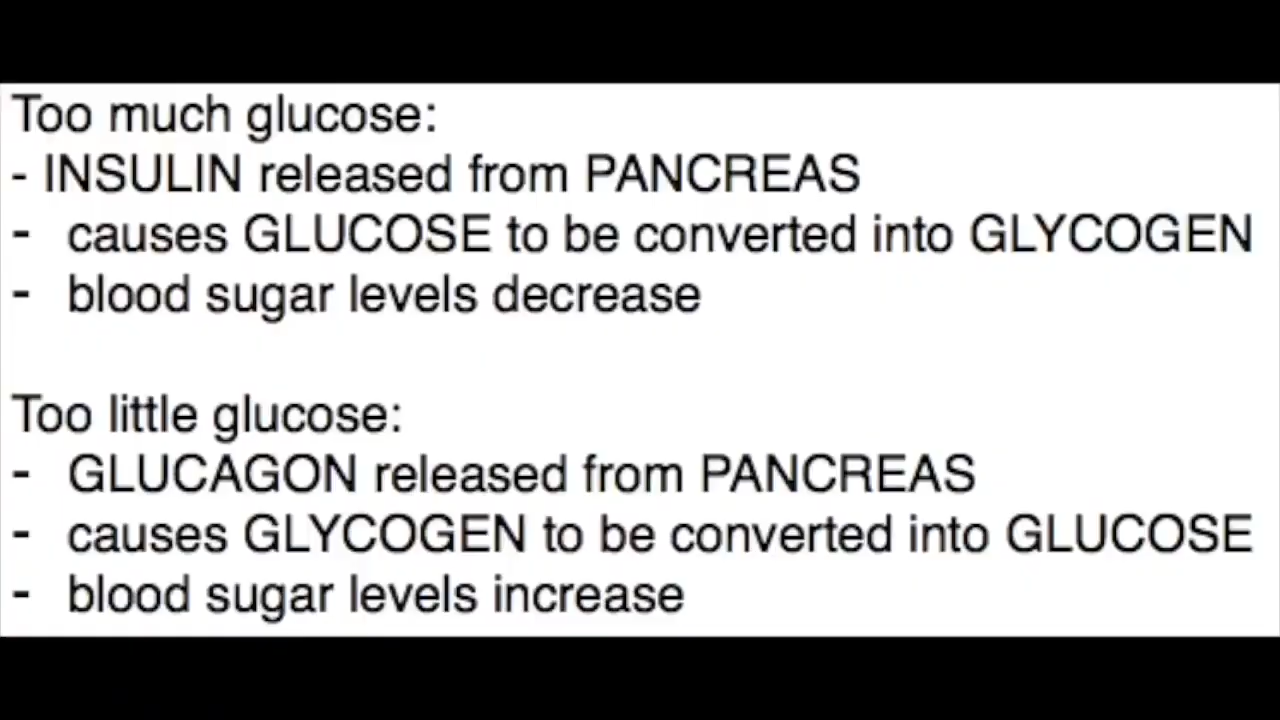 Too much glucose:
- INSULIN released from PANCREAS
- causes GLUCOSE to be converted into GLYCOGEN
- blood sugar levels decrease
Too little glucose:
- GLUCAGON released from PANCREAS
- causes GLYCOGEN to be converted into GLUCOSE
- blood sugar levels increase